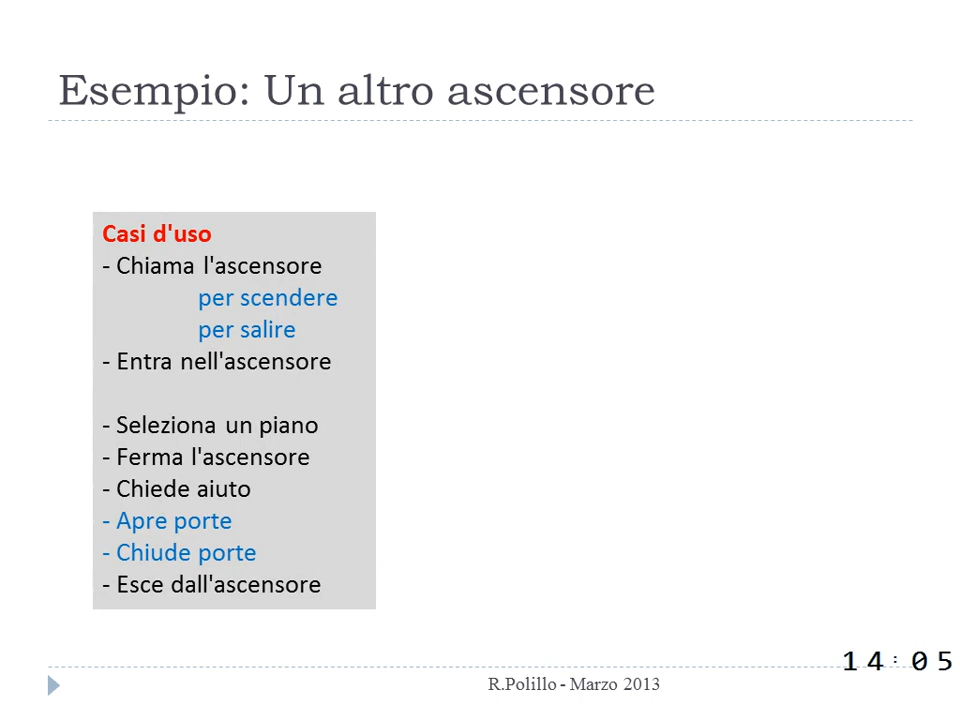 Esempio: Un altro ascensore
Casi d'uso
- Chiama l'ascensore
per scendere
per salire
- Entra nell'ascensore
- Seleziona un piano
- Ferma l'ascensore
- Chiede aiuto
- Apre porte
- Chiude porte
- Esce dall'ascensore
14:05
R.Polillo - Marzo 2013